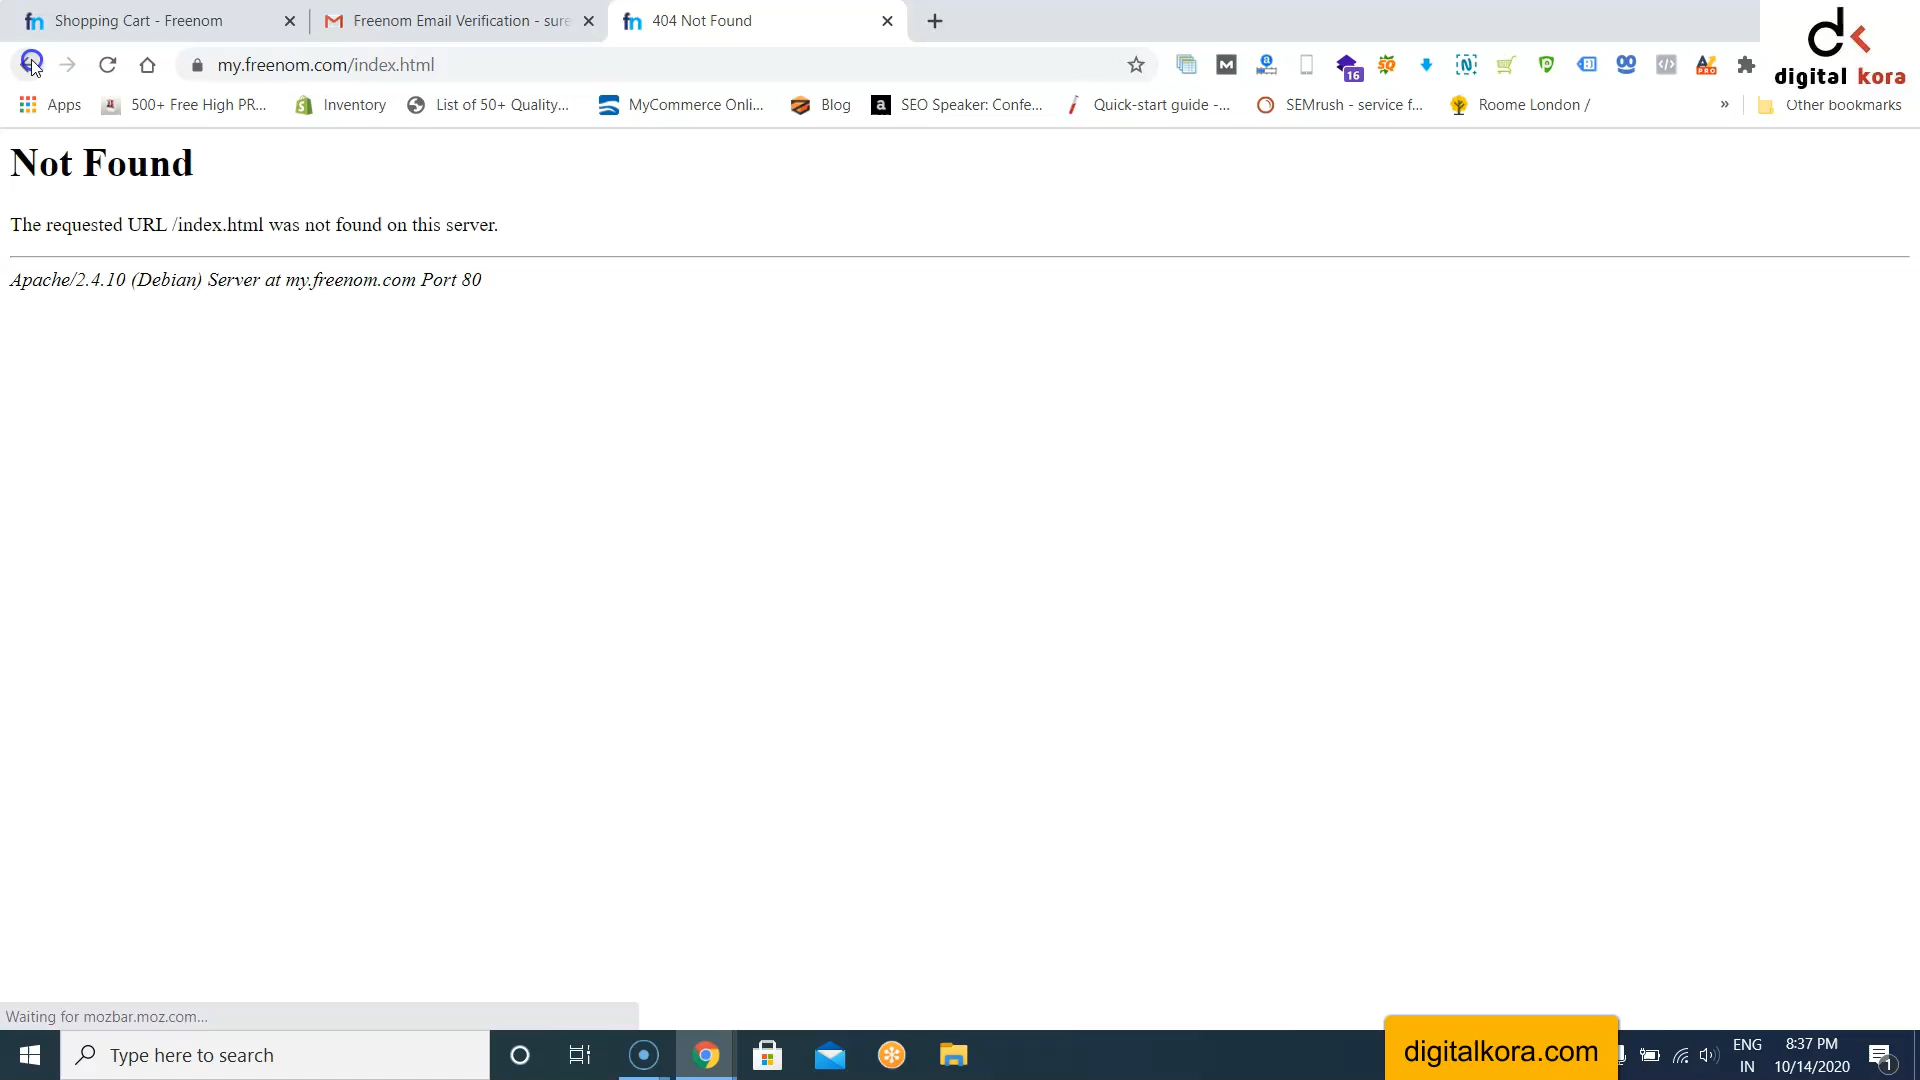 Shopping Cart - Freenom
Freenom Email Verification - sure
404 Not Found
my.freenom.com/index.html
16
digital kora
Apps
500+ Free High PR...
Inventory
List of 50+ Quality...
MyCommerce Onli...
Blog
SEO Speaker: Confe...
Quick-start guide -...
SEMrush - service f...
Roome London /
»
Other bookmarks
Not Found
The requested URL /index.html was not found on this server.
Apache/2.4.10 (Debian) Server at my.freenom.com Port 80
Waiting for mozbar.moz.com...
Type here to search
digitalkora.com
ENG
IN
8:37 PM
10/14/2020
1